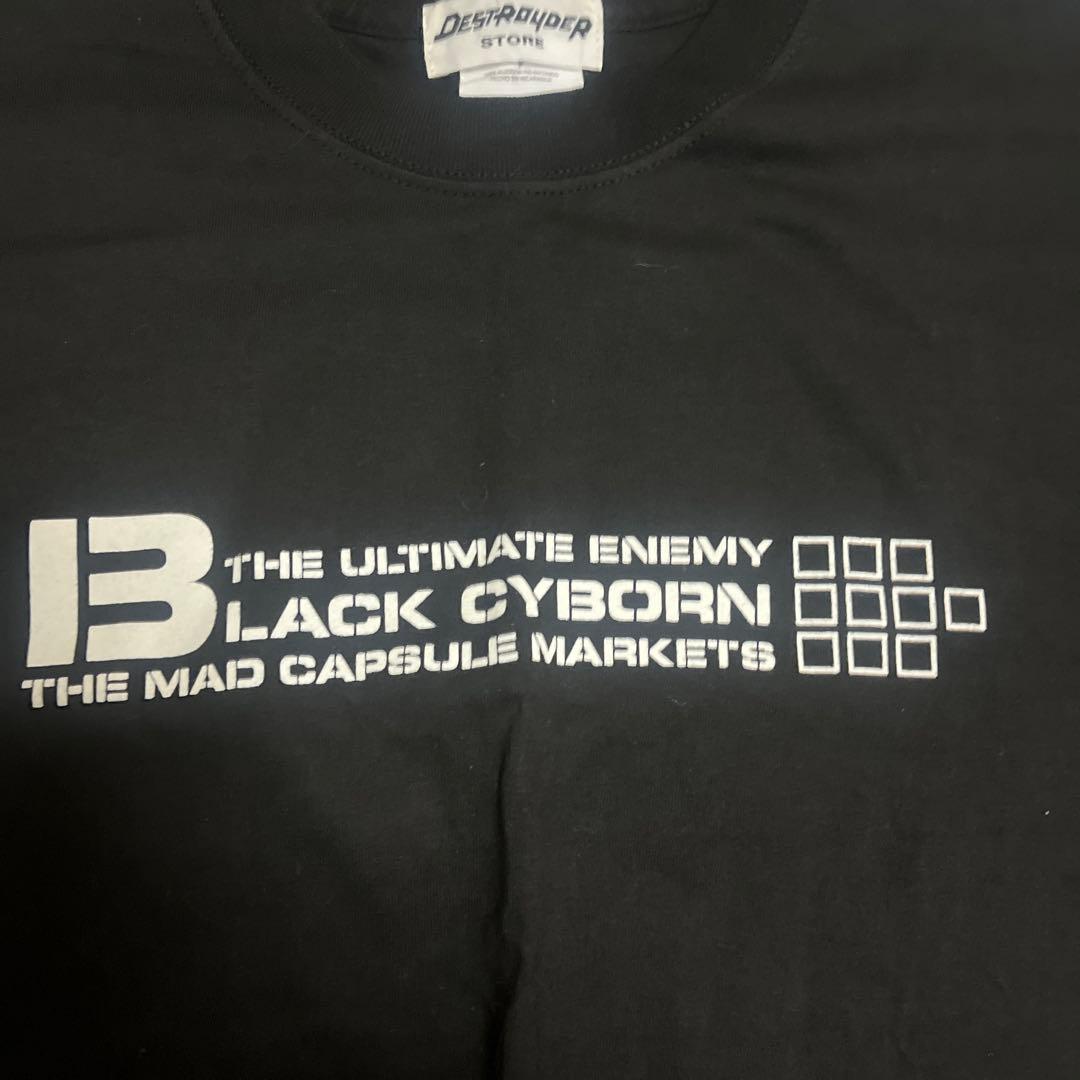 DESTROYDER
STORE
THE ULTIMATE ENEMY
BLACK CYBORN
THE MAD CAPSULE MARKETS